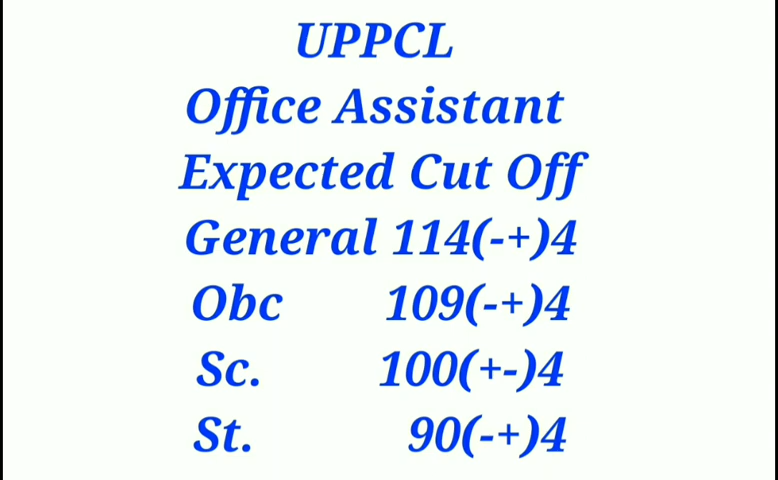 UPPCL
Office Assistant
Expected Cut Off
General 114(-+)4
Obc 109(-+)4
Sc. 100(+-)4
St. 90(-+)4